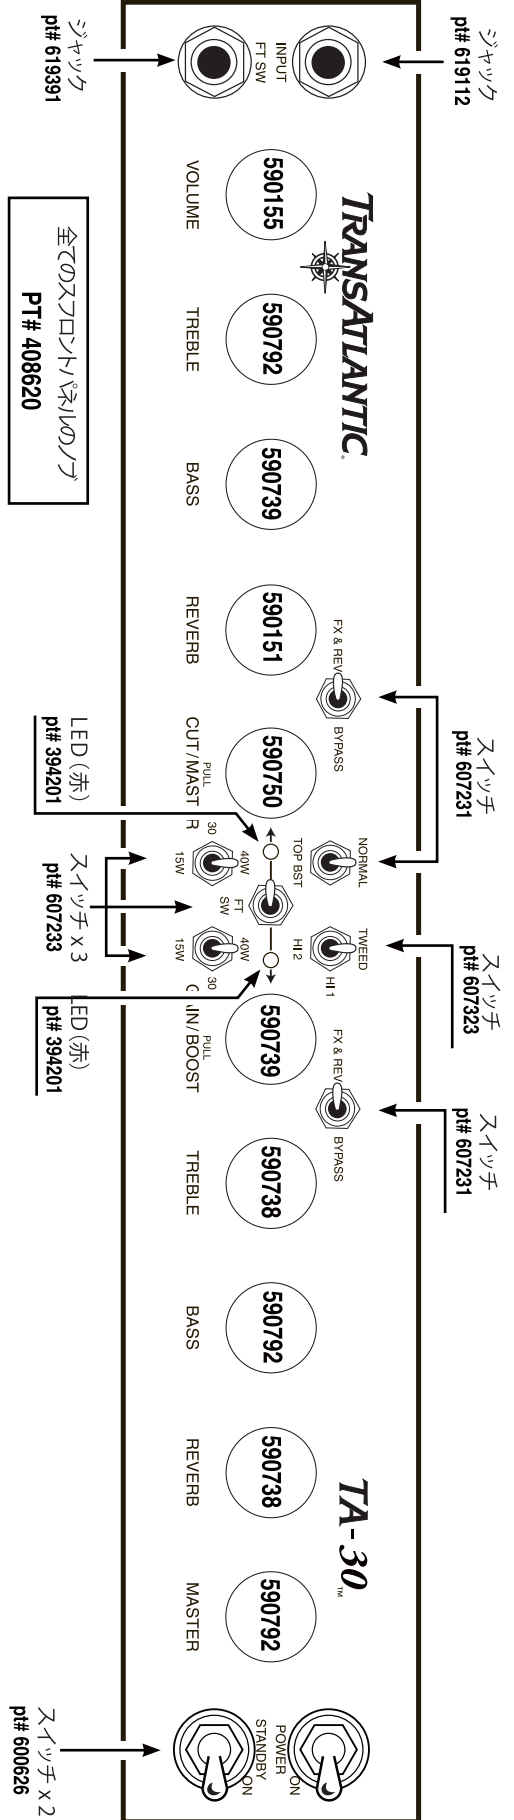 ジャック
pt# 619112
スイッチ
pt# 607231
スイッチ
pt# 607323
スイッチ
pt# 607231
TRANSATLANTIC
TA-30™
FX & REV
BYPASS
NORMAL
TOP BST
TWEED
HI 2
HI 1
FX & REV
BYPASS
INPUT
FT SW
590155
590792
590739
590151
590750
590739
590738
590792
590738
590792
POWER
ON
STANDBY
ON
FT
SW
30
40W
15W
40W
30
15W
VOLUME
TREBLE
BASS
REVERB
PULL
CUT/MAST R
PULL
IN/BOOST
TREBLE
BASS
REVERB
MASTER
ジャック
pt# 619391
全てのスフロントパネルのノブ
PT# 408620
LED (赤)
pt# 394201
スイッチ x 3
pt# 607233
LED (赤)
pt# 394201
スイッチ x 2
pt# 600626